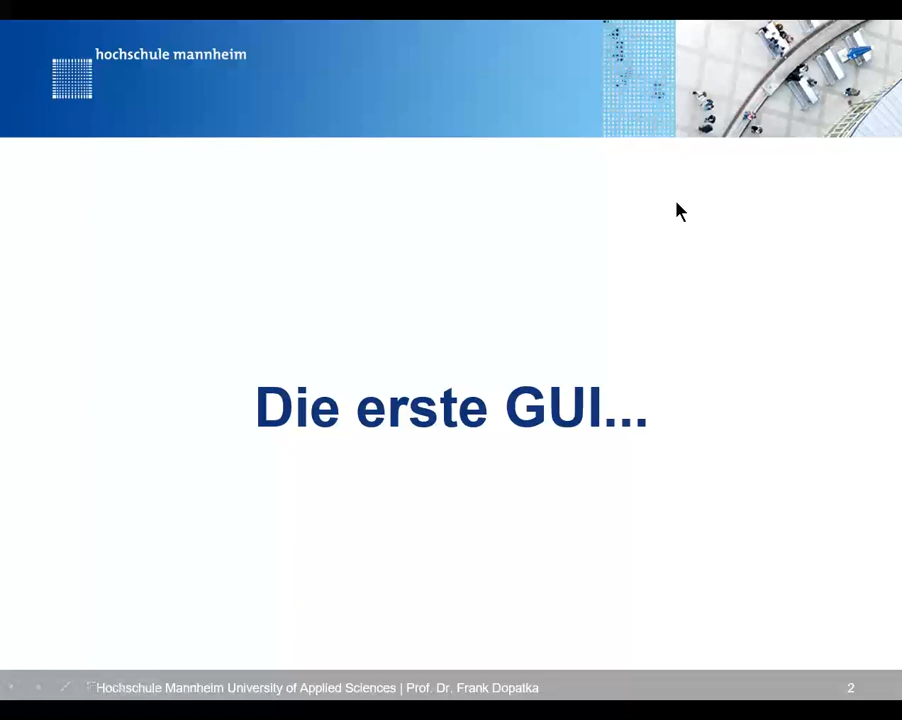 hochschule mannheim
Die erste GUI...
Hochschule Mannheim University of Applied Sciences | Prof. Dr. Frank Dopatka
2